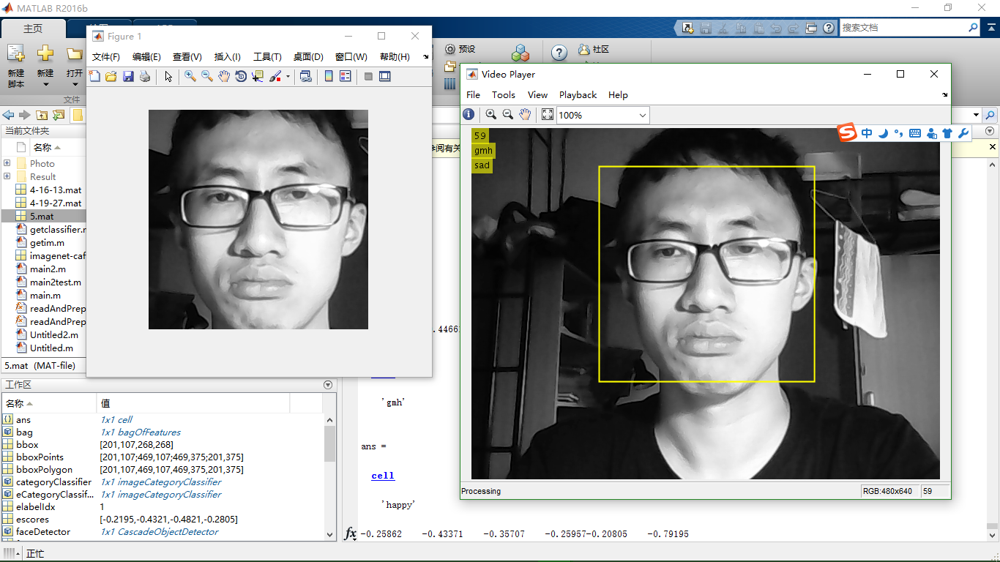 MATLAB R2016b
主页
搜索文档
新建
脚本
新建
打开
文件
预设
社区
当前文件夹
名称
Photo
Result
4-16-13.mat
4-19-27.mat
5.mat
getclassifier.m
getim.m
imagenet-caf
main2.m
main2test.m
main.m
readAndPrep
readAndPrep
Untitled2.m
Untitled.m
5.mat (MAT-file)
工作区
名称 值
ans 1x1 cell
bag 1x1 bagOfFeatures
bbox [201,107,268,268]
bboxPoints [201,107;469,107;469,375;201,375]
bboxPolygon [201,107,469,107,469,375,201,375]
categoryClassifier 1x1 imageCategoryClassifier
eCategoryClassif... 1x1 imageCategoryClassifier
elabelIdx 1
escores [-0.2195,-0.4321,-0.4821,-0.2805]
faceDetector 1x1 CascadeObjectDetector
正忙
Figure 1
文件(F) 编辑(E) 查看(V) 插入(I) 工具(T) 桌面(D) 窗口(W) 帮助(H)
阅有关
'gmh'
ans =
cell
'happy'
fx -0.25862 -0.43371 -0.35707 -0.25957-0.20805 -0.79195
Video Player
File Tools View Playback Help
100%
59
gmh
sad
中
Processing RGB:480x640 59